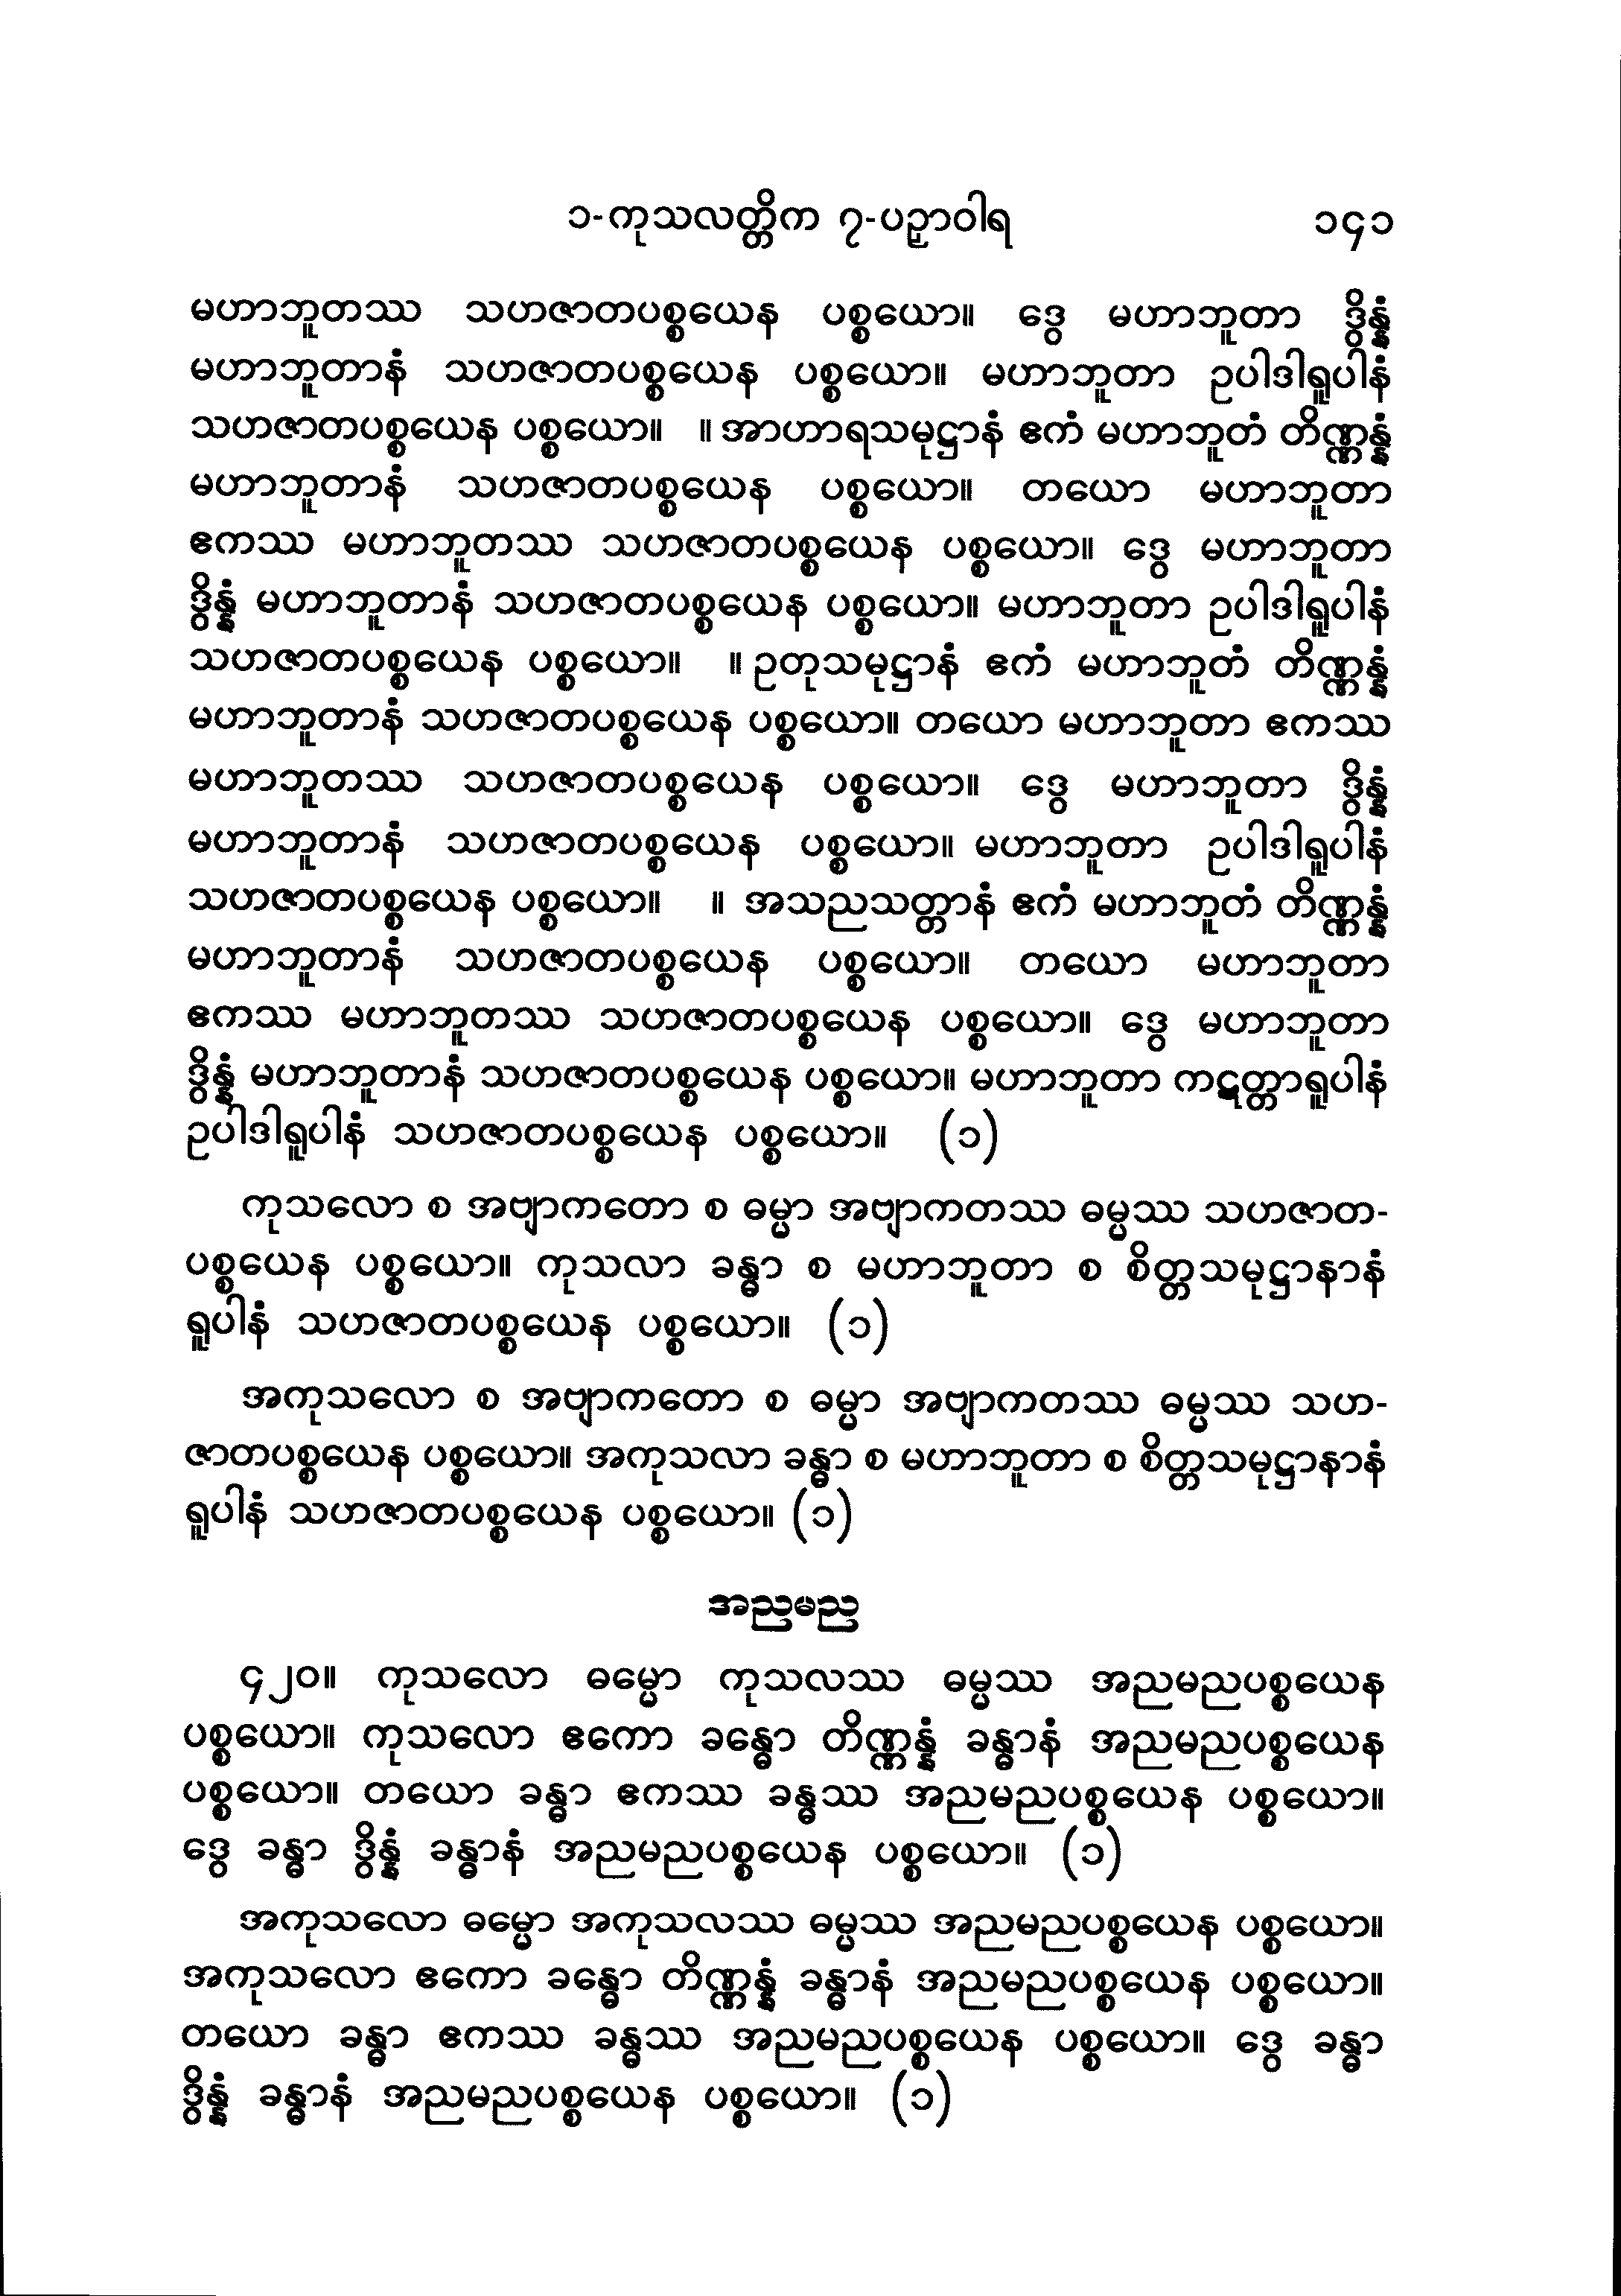 ၁-ကုသလတ္တိက ၇-ပဉှာဝါရ ၁၄၁
မဟာဘူတဿ သဟဇာတပစ္စယေန ပစ္စယော။ ဒွေ မဟာဘူတာ ဒွိန္နံ
မဟာဘူတာနံ သဟဇာတပစ္စယေန ပစ္စယော။ မဟာဘူတာ ဥပါဒါရူပါနံ
သဟဇာတပစ္စယေန ပစ္စယော။ ။ အာဟာရသမုဋ္ဌာနံ ဧကံ မဟာဘူတံ တိဏ္ဏန္နံ
မဟာဘူတာနံ သဟဇာတပစ္စယေန ပစ္စယော။ တယော မဟာဘူတာ
ဧကဿ မဟာဘူတဿ သဟဇာတပစ္စယေန ပစ္စယော။ ဒွေ မဟာဘူတာ
ဒွိန္နံ မဟာဘူတာနံ သဟဇာတပစ္စယေန ပစ္စယော။ မဟာဘူတာ ဥပါဒါရူပါနံ
သဟဇာတပစ္စယေန ပစ္စယော။ ။ ဥတုသမုဋ္ဌာနံ ဧကံ မဟာဘူတံ တိဏ္ဏန္နံ
မဟာဘူတာနံ သဟဇာတပစ္စယေန ပစ္စယော။ တယော မဟာဘူတာ ဧကဿ
မဟာဘူတဿ သဟဇာတပစ္စယေန ပစ္စယော။ ဒွေ မဟာဘူတာ ဒွိန္နံ
မဟာဘူတာနံ သဟဇာတပစ္စယေန ပစ္စယော။ မဟာဘူတာ ဥပါဒါရူပါနံ
သဟဇာတပစ္စယေန ပစ္စယော။ ။ အသညသတ္တာနံ ဧကံ မဟာဘူတံ တိဏ္ဏန္နံ
မဟာဘူတာနံ သဟဇာတပစ္စယေန ပစ္စယော။ တယော မဟာဘူတာ
ဧကဿ မဟာဘူတဿ သဟဇာတပစ္စယေန ပစ္စယော။ ဒွေ မဟာဘူတာ
ဒွိန္နံ မဟာဘူတာနံ သဟဇာတပစ္စယေန ပစ္စယော။ မဟာဘူတာ ကဋတ္တာရူပါနံ
ဥပါဒါရူပါနံ သဟဇာတပစ္စယေန ပစ္စယော။ (၁)
ကုသလော စ အဗျာကတော စ ဓမ္မာ အဗျာကတဿ ဓမ္မဿ သဟဇာတ-
ပစ္စယေန ပစ္စယော။ ကုသလာ ခန္ဓာ စ မဟာဘူတာ စ စိတ္တသမုဋ္ဌာနာနံ
ရူပါနံ သဟဇာတပစ္စယေန ပစ္စယော။ (၁)
အကုသလော စ အဗျာကတော စ ဓမ္မာ အဗျာကတဿ ဓမ္မဿ သဟ-
ဇာတပစ္စယေန ပစ္စယော။ အကုသလာ ခန္ဓာ စ မဟာဘူတာ စ စိတ္တသမုဋ္ဌာနာနံ
ရူပါနံ သဟဇာတပစ္စယေန ပစ္စယော။ (၁)
အညမည
၄၂၀။ ကုသလော ဓမ္မော ကုသလဿ ဓမ္မဿ အညမညပစ္စယေန
ပစ္စယော။ ကုသလော ဧကော ခန္ဓော တိဏ္ဏန္နံ ခန္ဓာနံ အညမညပစ္စယေန
ပစ္စယော။ တယော ခန္ဓာ ဧကဿ ခန္ဓဿ အညမညပစ္စယေန ပစ္စယော။
ဒွေ ခန္ဓာ ဒွိန္နံ ခန္ဓာနံ အညမညပစ္စယေန ပစ္စယော။ (၁)
အကုသလော ဓမ္မော အကုသလဿ ဓမ္မဿ အညမညပစ္စယေန ပစ္စယော။
အကုသလော ဧကော ခန္ဓော တိဏ္ဏန္နံ ခန္ဓာနံ အညမညပစ္စယေန ပစ္စယော။
တယော ခန္ဓာ ဧကဿ ခန္ဓဿ အညမညပစ္စယေန ပစ္စယော။ ဒွေ ခန္ဓာ
ဒွိန္နံ ခန္ဓာနံ အညမညပစ္စယေန ပစ္စယော။ (၁)